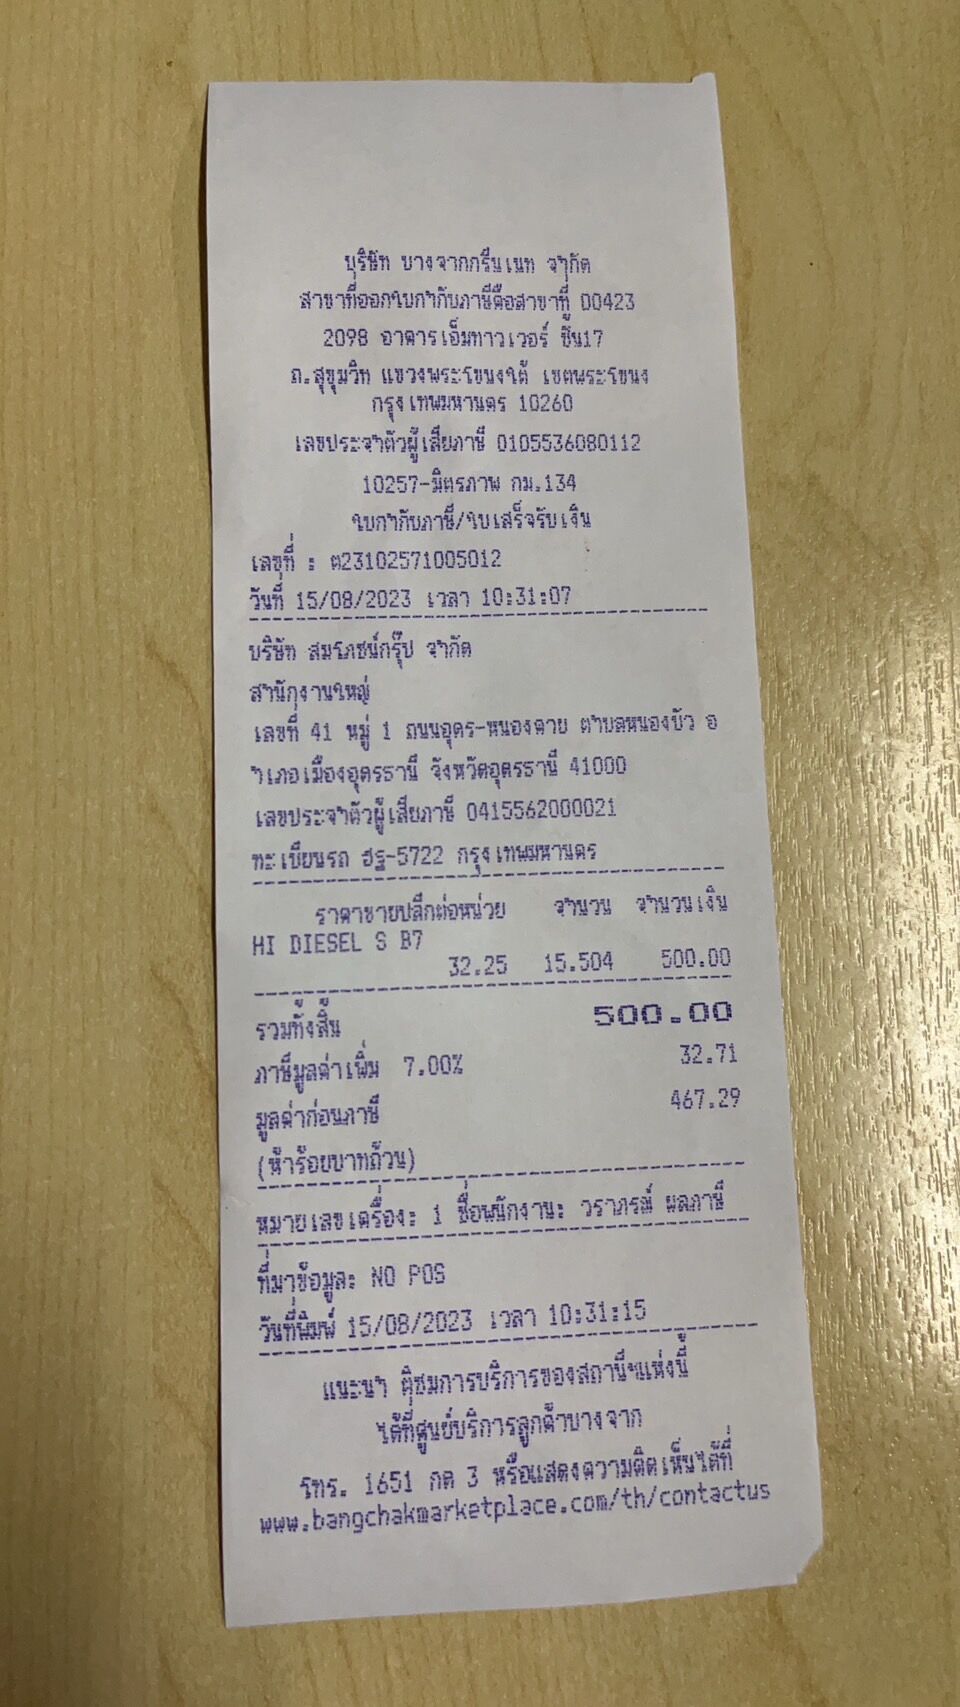 บริษัท บางจากกรีนเนท จำกัด
สาขาที่ออกใบกำกับภาษีคือสาขาที่ 00423
2098 อาคารเอ็มทาวเวอร์ ชั้น17
ถ.สุขุมวิท แขวงพระโขนงใต้ เขตพระโขนง
กรุงเทพมหานคร 10260
เลขประจำตัวผู้เสียภาษี 0105536080112
10257-มิตรภาพ กม.134
ใบกำกับภาษี/ใบเสร็จรับเงิน
เลขที่ : ต23102571005012
วันที่ 15/08/2023 เวลา 10:31:07
บริษัท สมโภชน์กรุ๊ป จำกัด
สำนักงานใหญ่
เลขที่ 41 หมู่ 1 ถนนอุดร-หนองคาย ตำบลหนองบัว อ
ำเภอเมืองอุดรธานี จังหวัดอุดรธานี 41000
เลขประจำตัวผู้เสียภาษี 0415562000021
ทะเบียนรถ ฮฐ-5722 กรุงเทพมหานคร
ราคาขายปลีกต่อหน่วย จำนวน จำนวนเงิน
HI DIESEL S B7
32.25 15.504 500.00
รวมทั้งสิ้น 500.00
ภาษีมูลค่าเพิ่ม 7.00% 32.71
มูลค่าก่อนภาษี 467.29
(ห้าร้อยบาทถ้วน)
หมายเลขเครื่อง: 1 ชื่อพนักงาน: วราภรณ์ ผลภาษี
ที่มาข้อมูล: NO POS
วันที่พิมพ์ 15/08/2023 เวลา 10:31:15
แนะนำ ติชมการบริการของสถานีฯแห่งนี้
ได้ที่ศูนย์บริการลูกค้าบางจาก
โทร. 1651 กด 3 หรือแสดงความคิดเห็นได้ที่
www.bangchakmarketplace.com/th/contactus